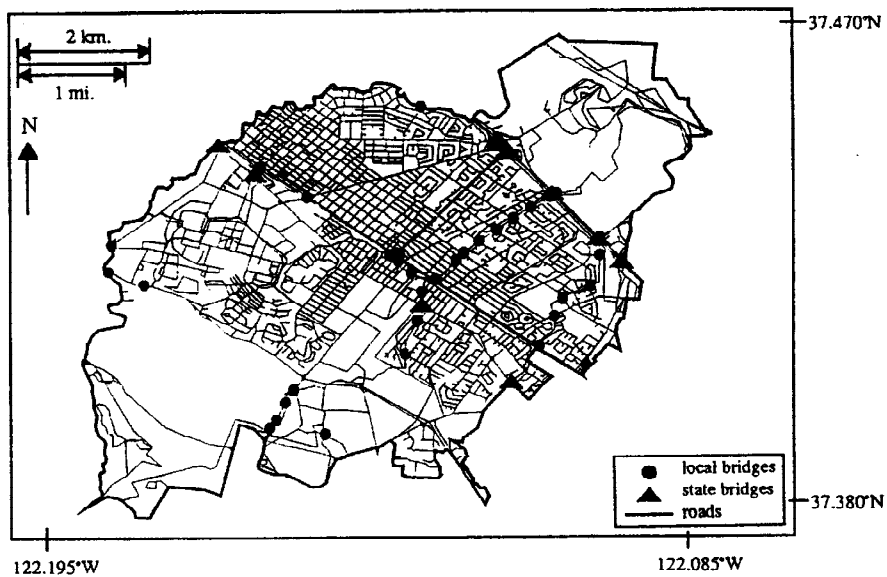 37.470°N
2 km.
1 mi.
N
local bridges
state bridges
roads
37.380°N
122.195°W
122.085°W